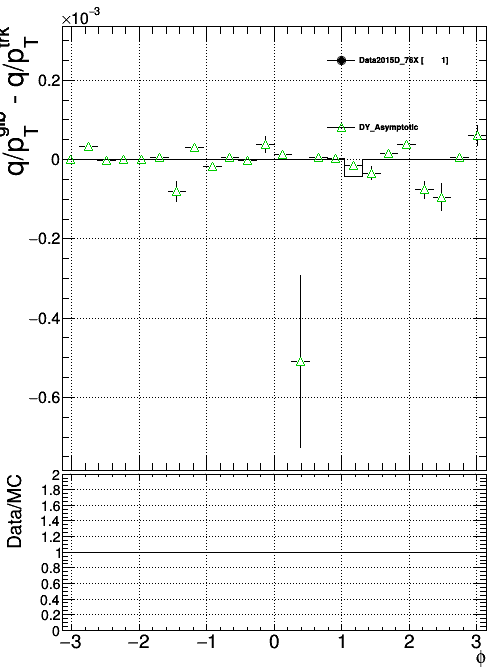 ×10⁻³
q/p_T^glb - q/p_T^trk
Data2015D_76X [ 1]
DY_Asymptotic
0.2
0
−0.2
−0.4
−0.6
Data/MC
2
1.8
1.6
1.4
1.2
1
0.8
0.6
0.4
0.2
0
−3 −2 −1 0 1 2 3
ϕ